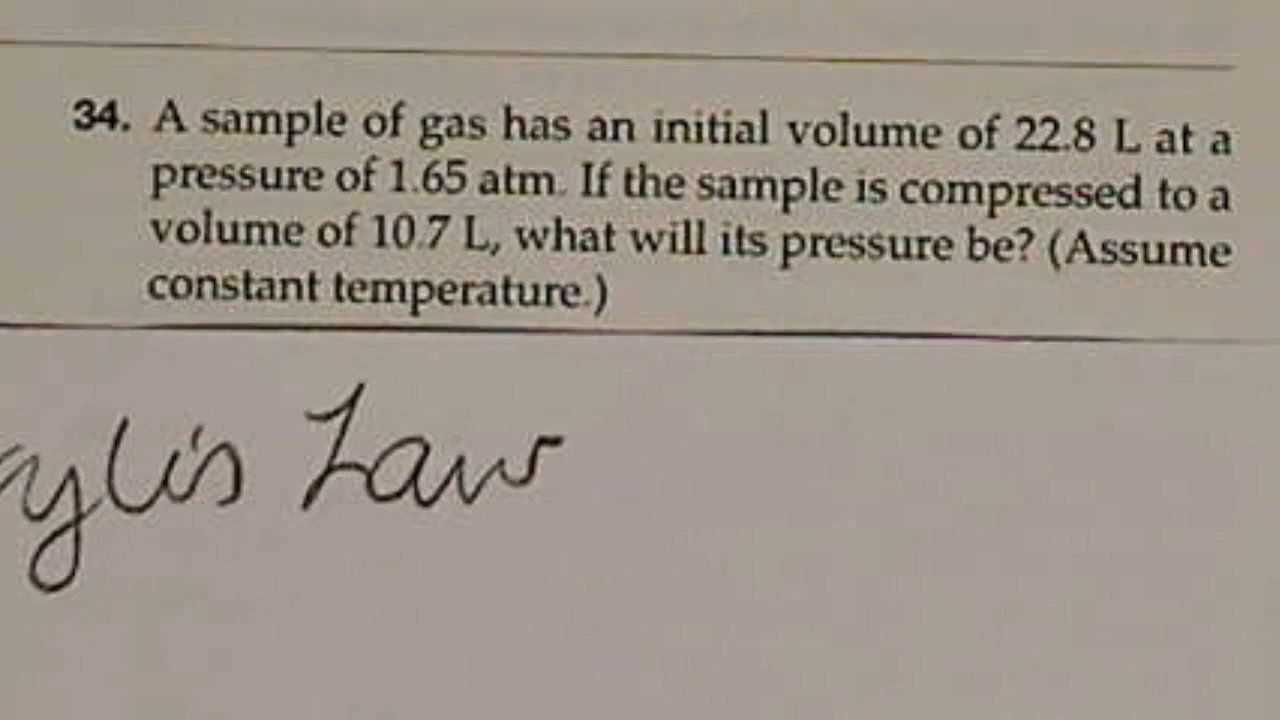 34. A sample of gas has an initial volume of 22.8 L at a
pressure of 1.65 atm. If the sample is compressed to a
volume of 10.7 L, what will its pressure be? (Assume
constant temperature.)
Law